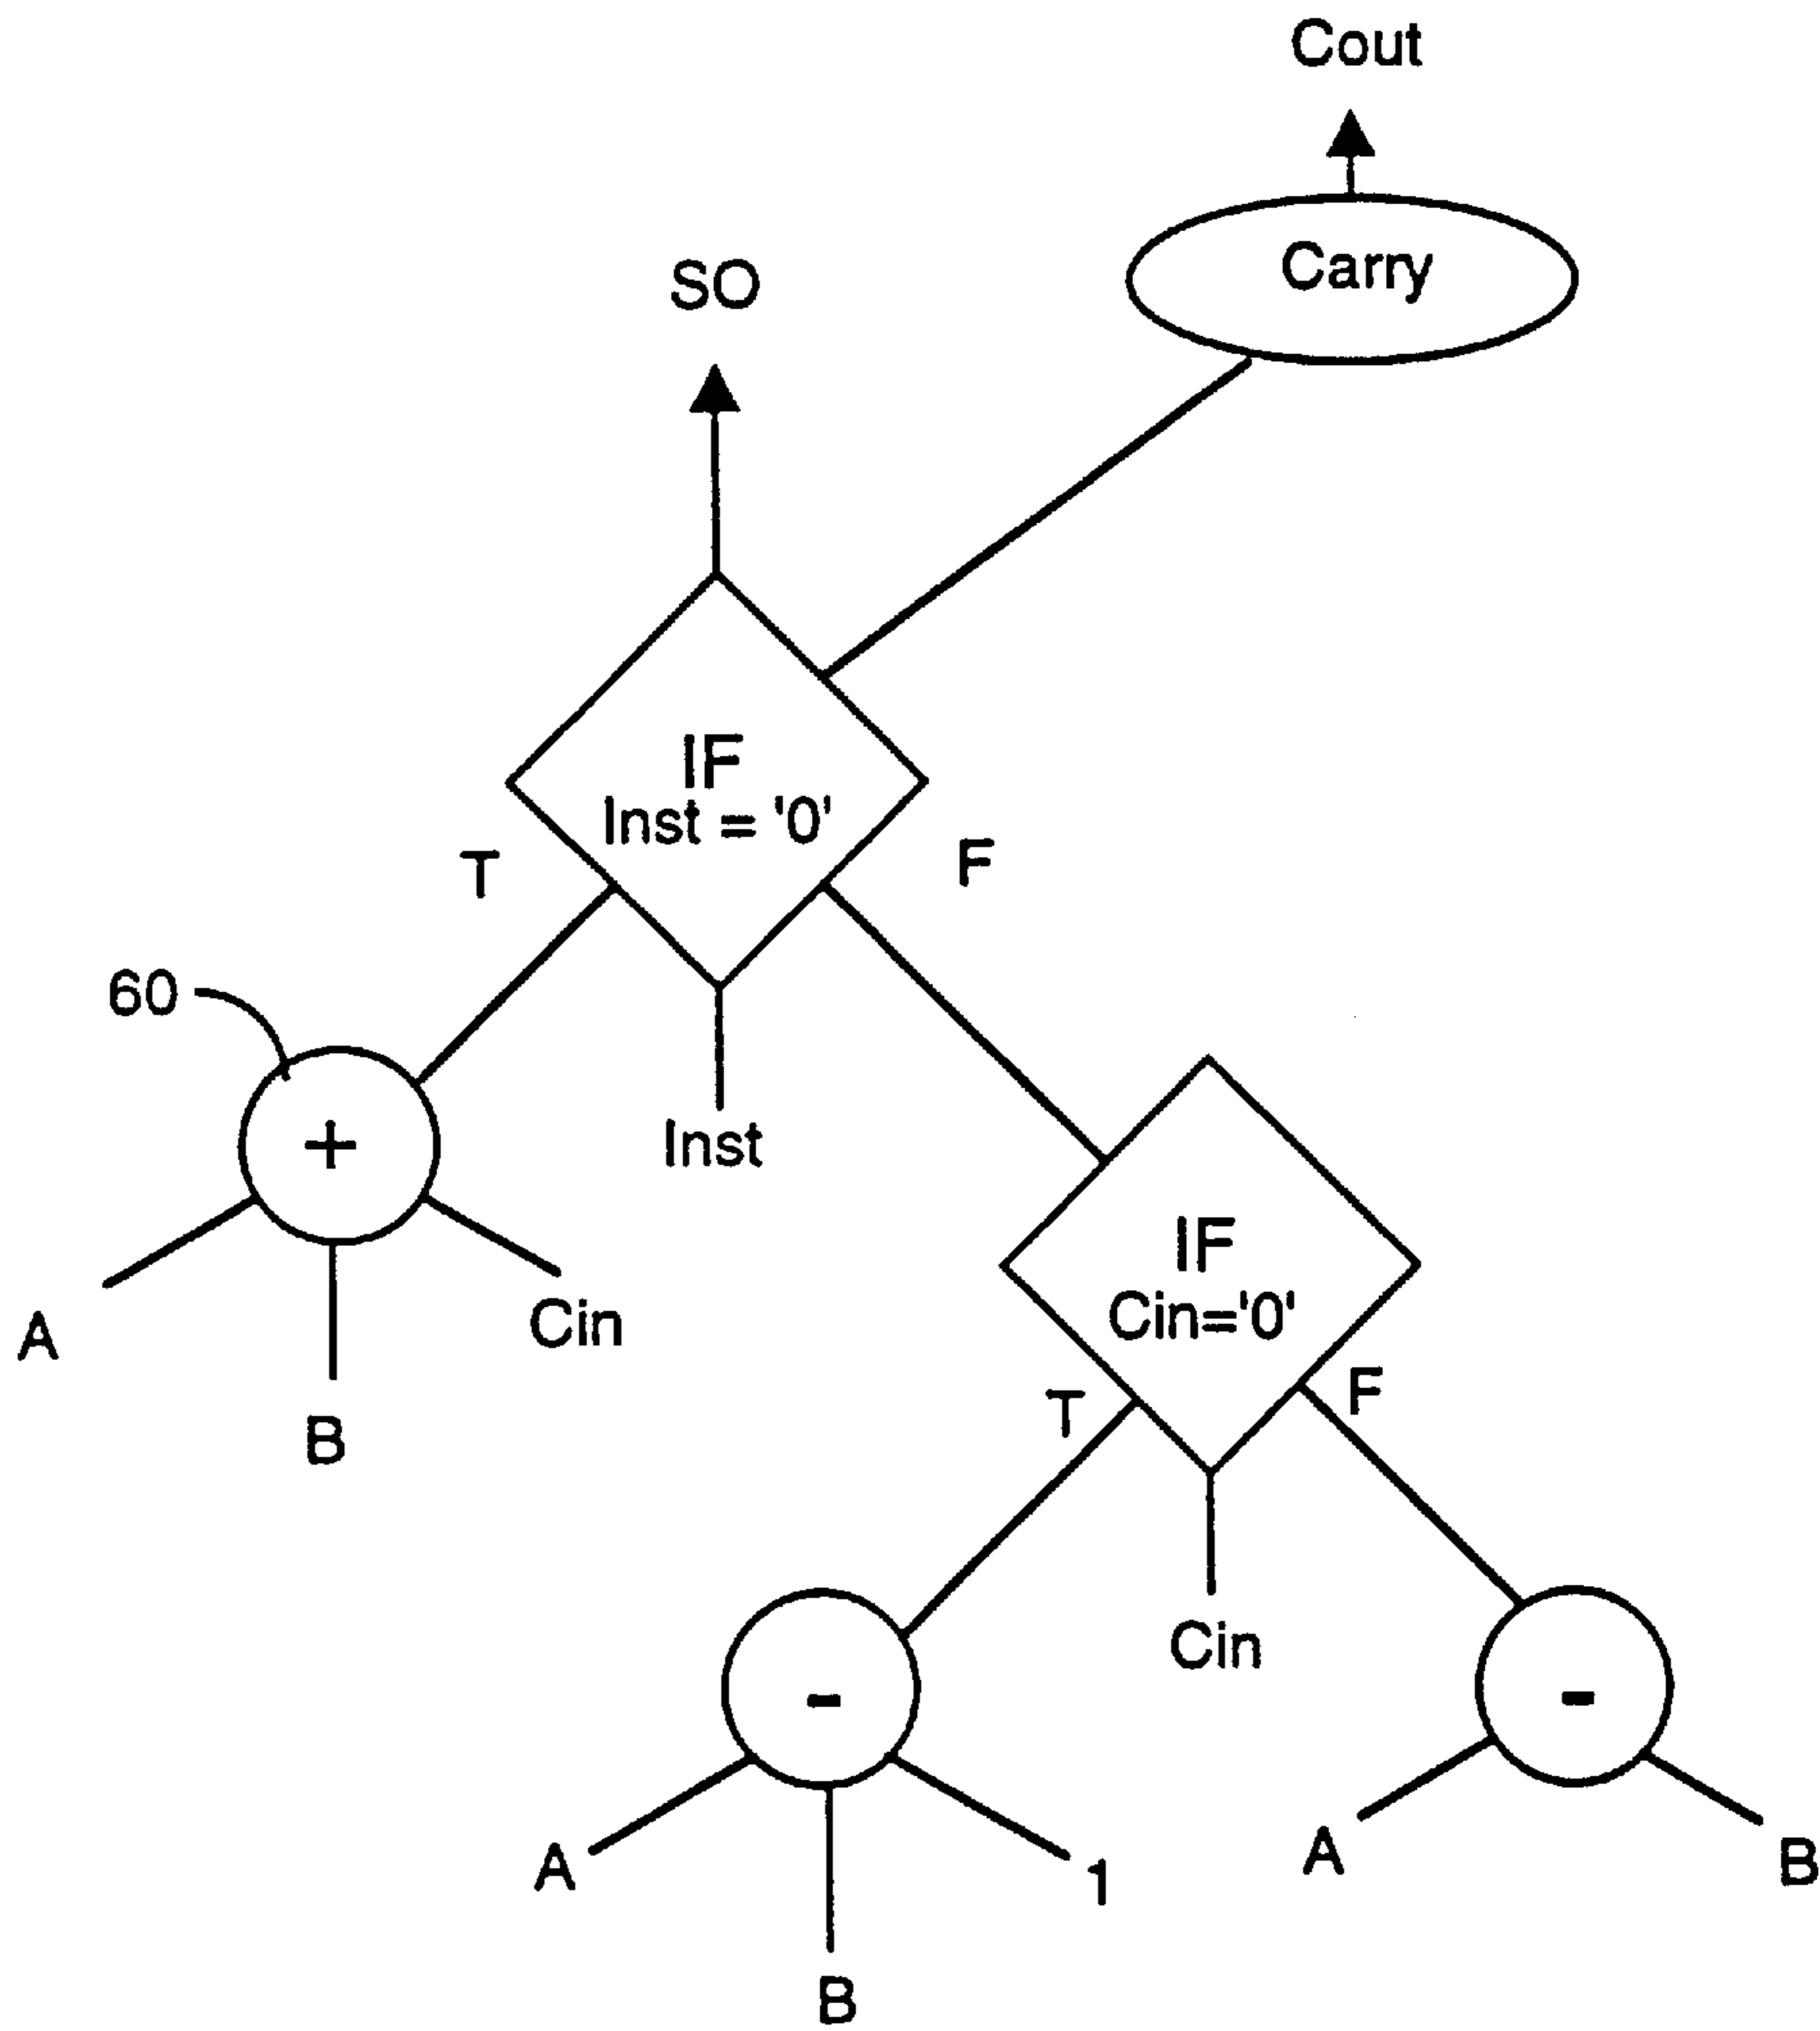 Cout
Carry
SO
IF
Inst = '0'
T
F
60
+
Inst
A
B
Cin
IF
Cin='0'
T
F
Cin
-
-
A
B
1
A
B